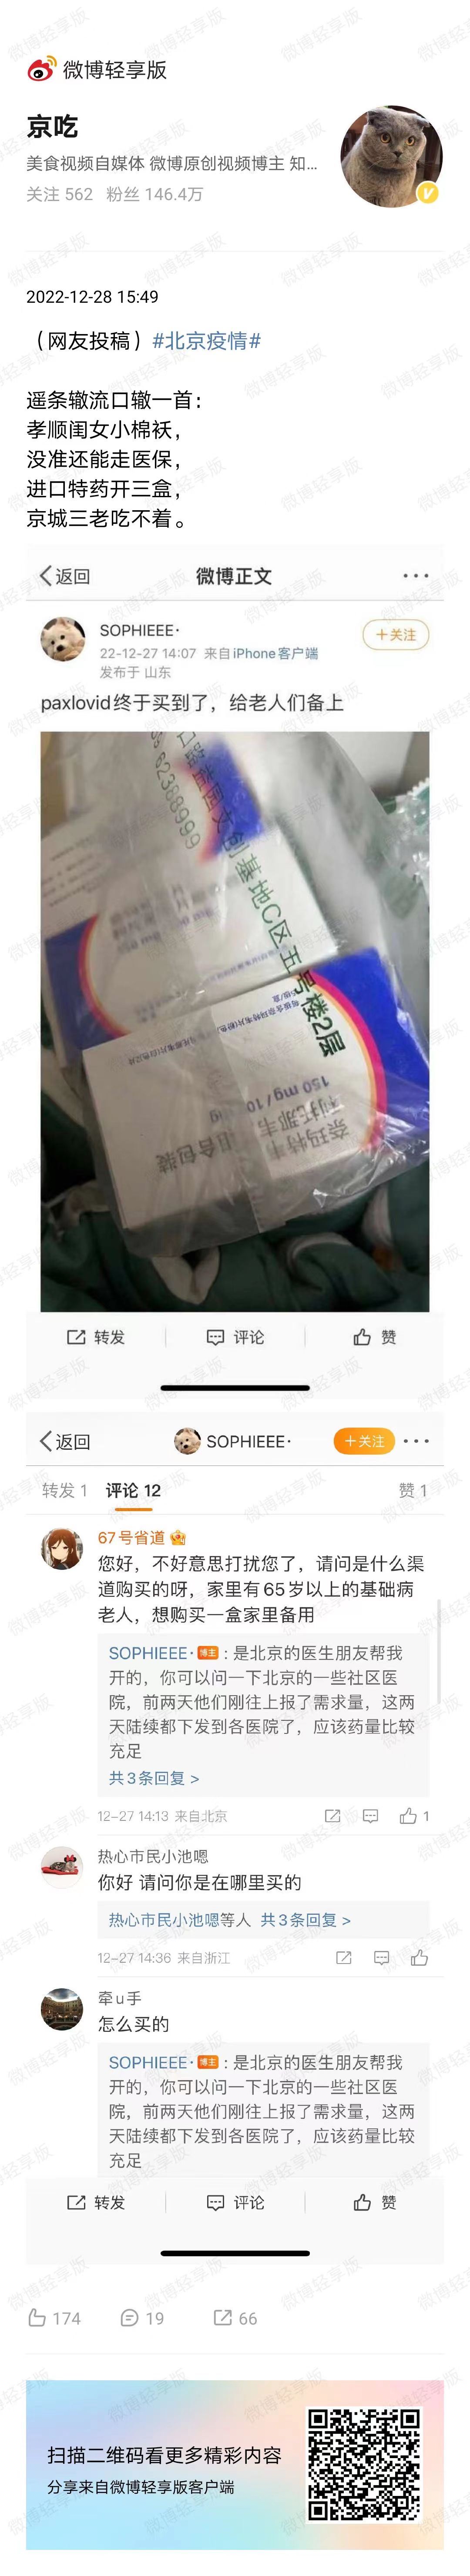 微博轻享版
京吃
美食视频自媒体 微博原创视频博主 知...
关注 562 粉丝 146.4万
2022-12-28 15:49
（网友投稿）#北京疫情#
遥条辙流口辙一首：
孝顺闺女小棉袄，
没准还能走医保，
进口特药开三盒，
京城三老吃不着。
返回
微博正文
SOPHIEEE·
+关注
22-12-27 14:07 来自iPhone客户端
发布于 山东
paxlovid终于买到了，给老人们备上
62368999
创基地C区五号楼2层
150 mg/10
奈玛特韦
利托那韦
组合包装
转发
评论
赞
返回
SOPHIEEE·
+关注
转发 1 评论 12
赞 1
67号省道
您好，不好意思打扰您了，请问是什么渠
道购买的呀，家里有65岁以上的基础病
老人，想购买一盒家里备用
SOPHIEEE· 博主：是北京的医生朋友帮我
开的，你可以问一下北京的一些社区医
院，前两天他们刚往上报了需求量，这两
天陆续都下发到各医院了，应该药量比较
充足
共3条回复 >
12-27 14:13 来自北京
1
热心市民小池嗯
你好 请问你是在哪里买的
热心市民小池嗯等人 共3条回复 >
12-27 14:36 来自浙江
牵u手
怎么买的
SOPHIEEE· 博主：是北京的医生朋友帮我
开的，你可以问一下北京的一些社区医
院，前两天他们刚往上报了需求量，这两
天陆续都下发到各医院了，应该药量比较
充足
转发
评论
赞
174
19
66
扫描二维码看更多精彩内容
分享来自微博轻享版客户端